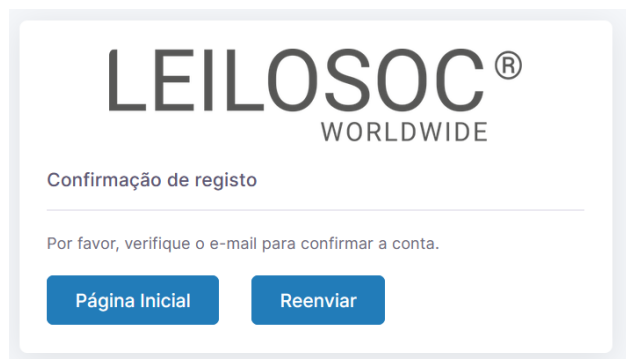 LEILOSOC®
WORLDWIDE
Confirmação de registo
Por favor, verifique o e-mail para confirmar a conta.
Página Inicial
Reenviar